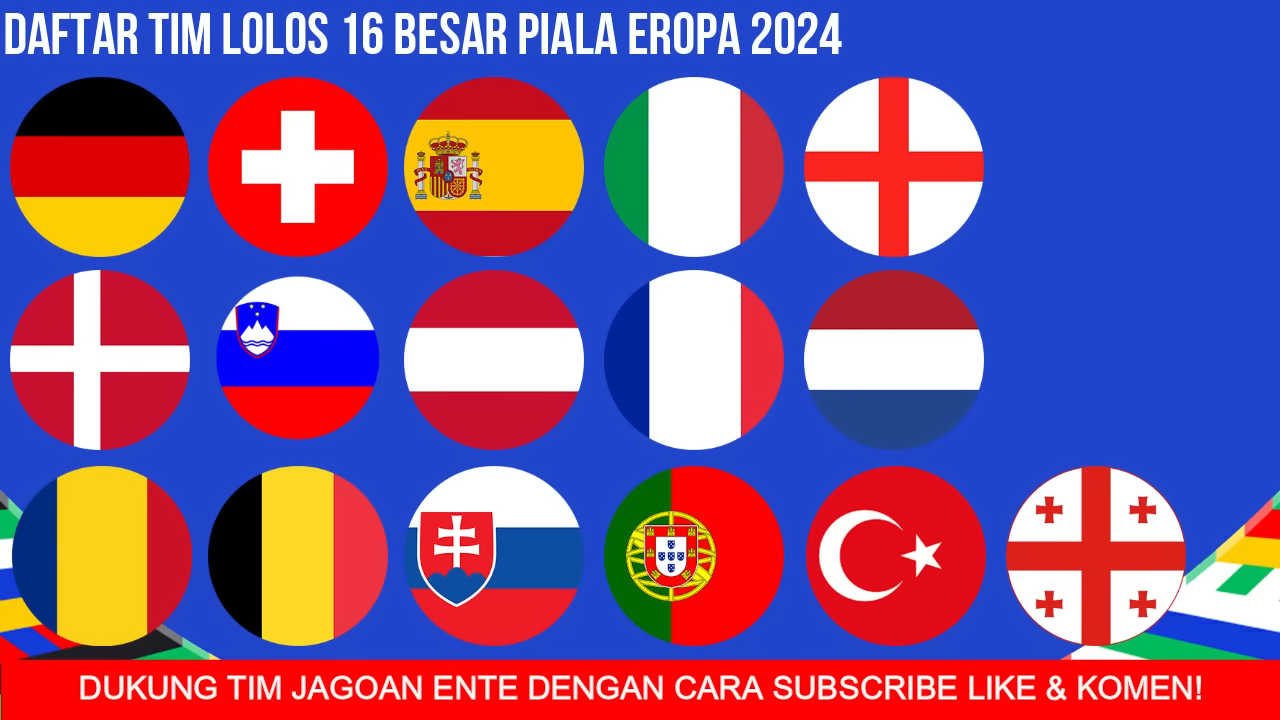 DAFTAR TIM LOLOS 16 BESAR PIALA EROPA 2024
DUKUNG TIM JAGOAN ENTE DENGAN CARA SUBSCRIBE LIKE & KOMEN!